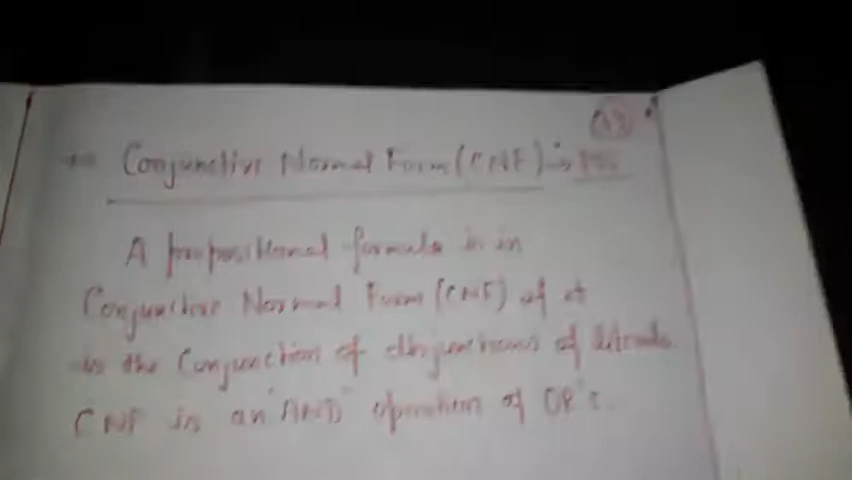 Conjunctive Normal Form (CNF)
A propositional formula is in
Conjunctive Normal Form (CNF) if it
is the Conjunction of disjunctions of literals
CNF is an "AND" operation of OR's.